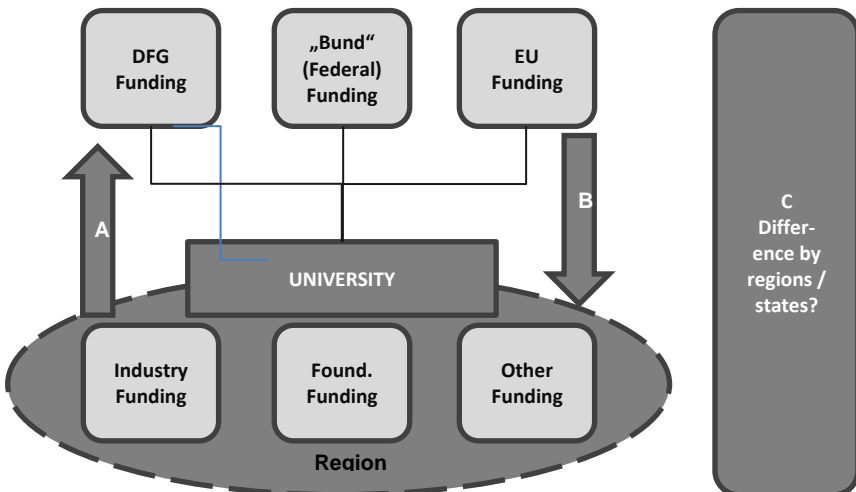 DFG
Funding
„Bund“
(Federal)
Funding
EU
Funding
A
B
UNIVERSITY
Industry
Funding
Found.
Funding
Other
Funding
Region
C
Differ-
ence by
regions /
states?